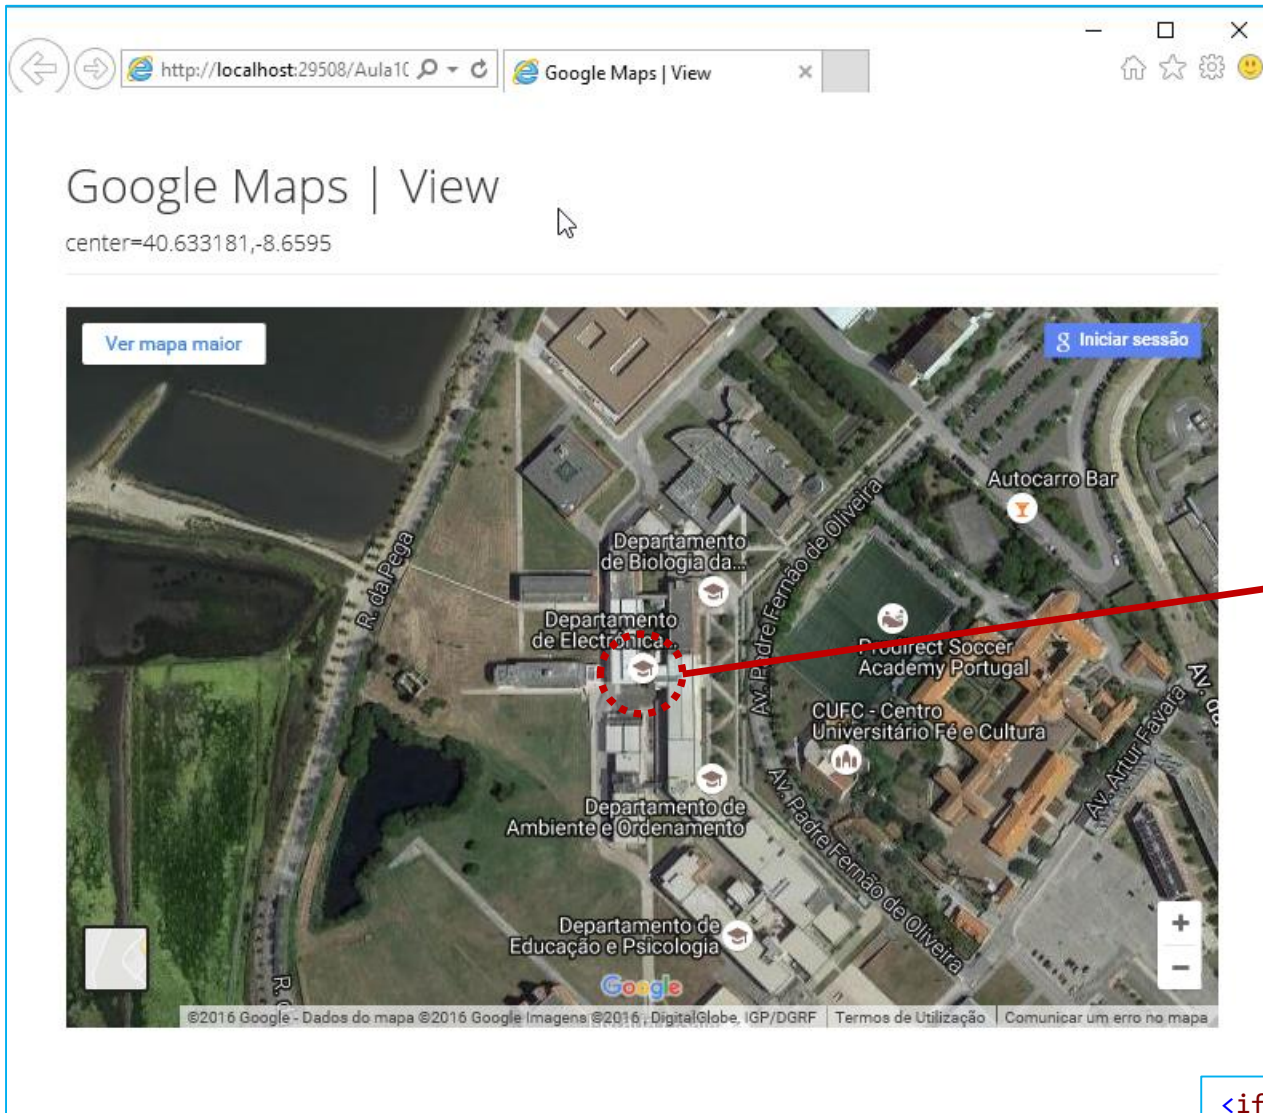 http://localhost:29508/Aula10
Google Maps | View
Google Maps | View
center=40.633181,-8.6595
Ver mapa maior
g Iniciar sessão
Autocarro Bar
Departamento
de Biologia da...
Av. Padre Fernão de Oliveira
R. da Pega
Departamento
de Electrónica...
Prodirect Soccer
Academy Portugal
CUFC - Centro
Universitário Fé e Cultura
Av. Artur Favara
Departamento de
Ambiente e Ordenamento
Av. Padre Fernão de Oliveira
Departamento de
Educação e Psicologia
Google
©2016 Google - Dados do mapa ©2016 Google Imagens ©2016 , DigitalGlobe, IGP/DGRF
Termos de Utilização
Comunicar um erro no mapa
<if